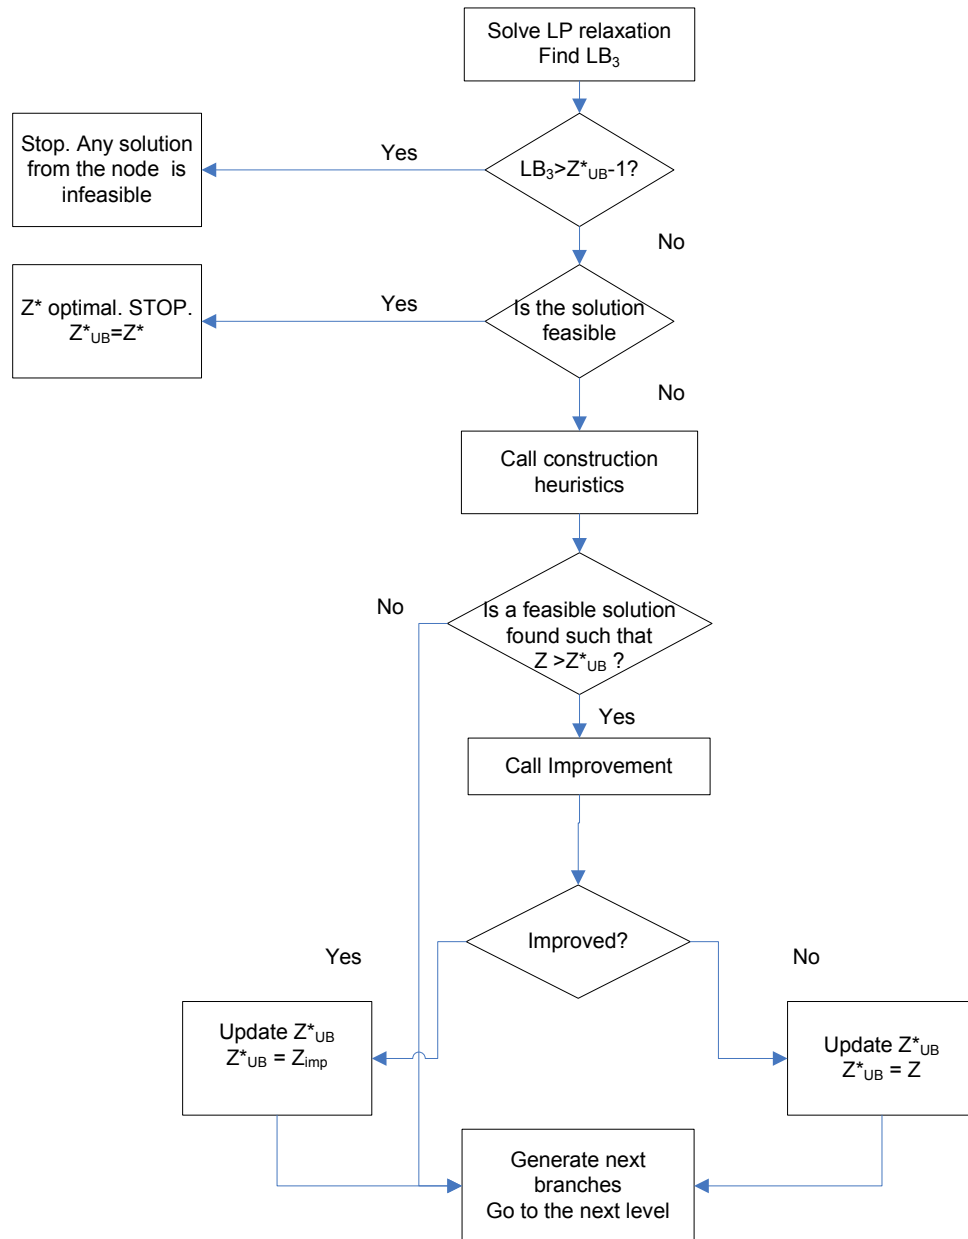 Solve LP relaxation
Find LB₃
Stop. Any solution
from the node is
infeasible
Yes
LB₃>Z*UB-1?
No
Z* optimal. STOP.
Z*UB=Z*
Yes
Is the solution
feasible
No
Call construction
heuristics
No
Is a feasible solution
found such that
Z >Z*UB ?
Yes
Call Improvement
Improved?
Yes
No
Update Z*UB
Z*UB = Zimp
Update Z*UB
Z*UB = Z
Generate next
branches
Go to the next level